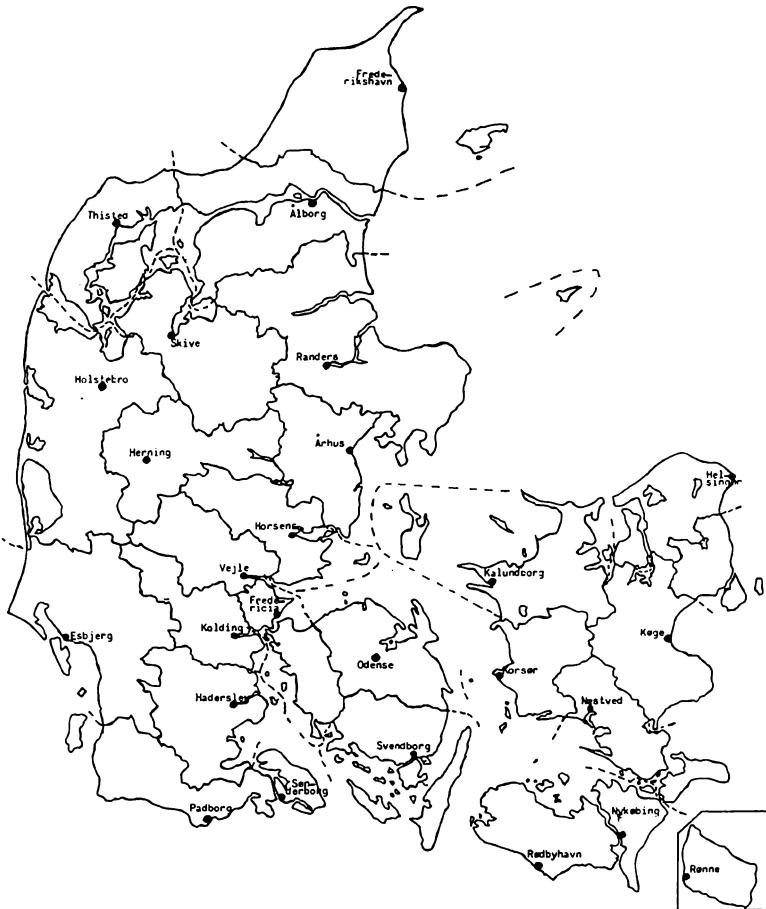 Frede-
rikshavn
Thisted
Ålborg
Skive
Randers
Holstebro
Århus
Herning
Hel-
singør
Horsens
Vejle
Kalundborg
Frede-
ricia
Kolding
Esbjerg
Køge
Odense
Korsør
Haderslev
Næstved
Svendborg
Søn-
derborg
Padborg
Nykøbing
F
Rødbyhavn
Rønne